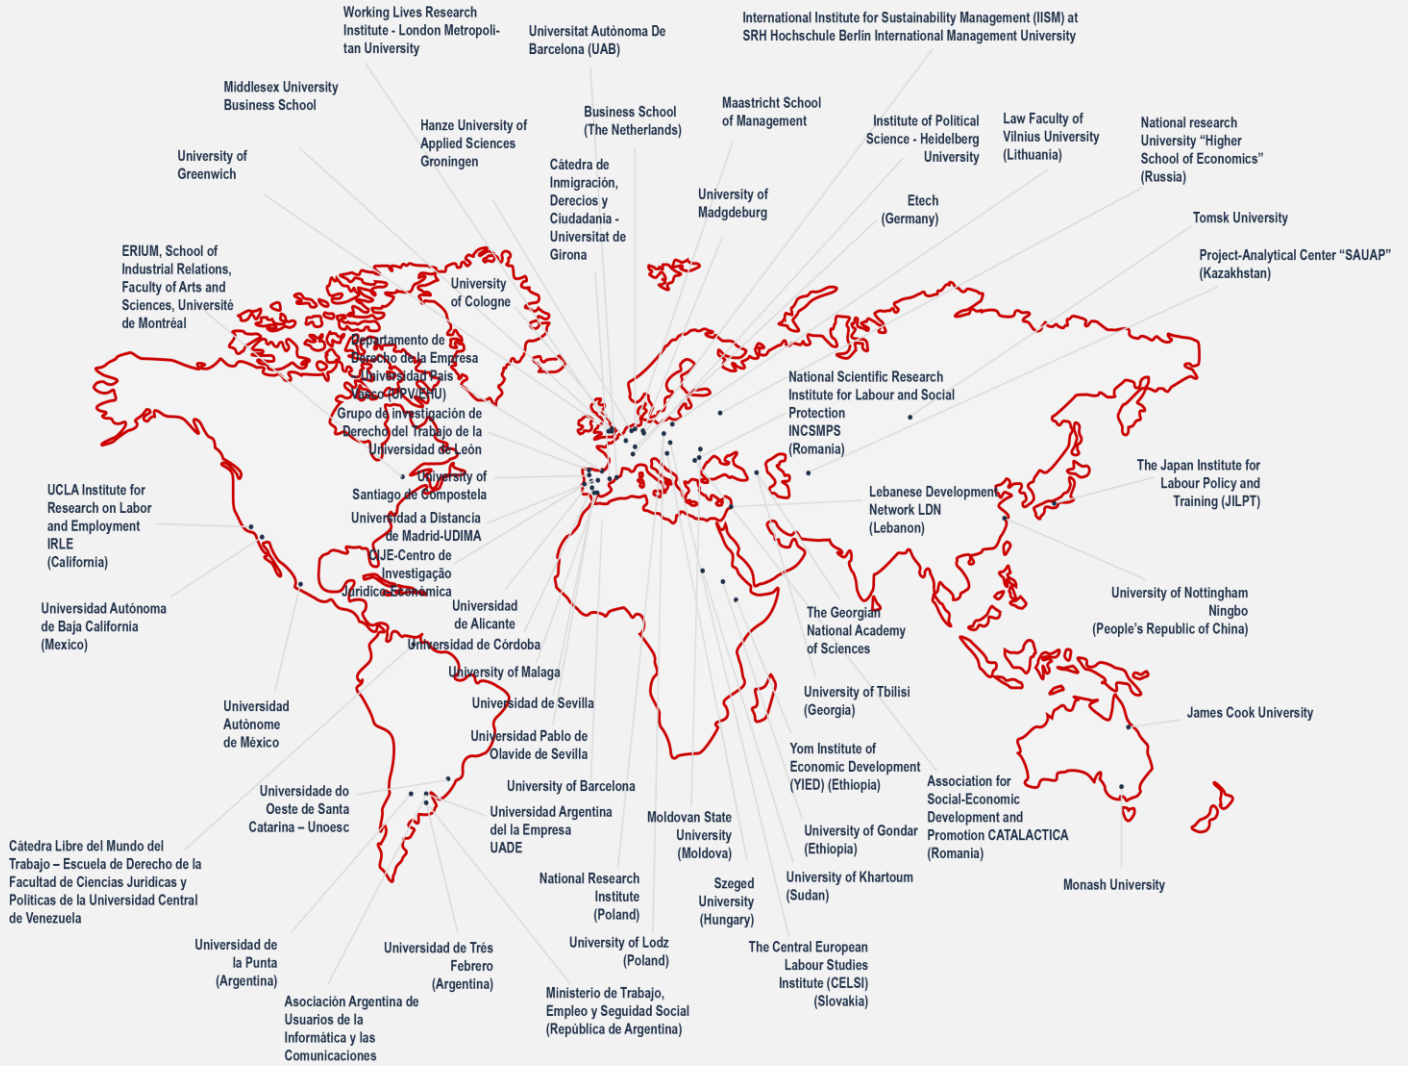 Working Lives Research
Institute - London Metropoli-
tan University
Universitat Autònoma De
Barcelona (UAB)
International Institute for Sustainability Management (IISM) at
SRH Hochschule Berlin International Management University
Middlesex University
Business School
Hanze University of
Applied Sciences
Groningen
Business School
(The Netherlands)
Maastricht School
of Management
Institute of Political
Science - Heidelberg
University
Law Faculty of
Vilnius University
(Lithuania)
National research
University “Higher
School of Economics”
(Russia)
University of
Greenwich
Cátedra de
Inmigración,
Derecios y
Ciudadania -
Universitat de
Girona
University of
Madgdeburg
Etech
(Germany)
Tomsk University
Project-Analytical Center “SAUAP”
(Kazakhstan)
ERIUM, School of
Industrial Relations,
Faculty of Arts and
Sciences, Université
de Montréal
University
of Cologne
Departamento de
Derecho de la Empresa
– Universidad Pais
Vasco (UPV/EHU)
Grupo de investigación de
Derecho del Trabajo de la
Universidad de León
National Scientific Research
Institute for Labour and Social
Protection
INCSMPS
(Romania)
University of
Santiago de Compostela
Universidad a Distancia
de Madrid-UDIMA
CIJE-Centro de
Investigação
Jurídico Económica
UCLA Institute for
Research on Labor
and Employment
IRLE
(California)
Lebanese Development
Network LDN
(Lebanon)
The Japan Institute for
Labour Policy and
Training (JILPT)
Universidad Autónoma
de Baja California
(Mexico)
Universidad
de Alicante
Universidad de Córdoba
University of Malaga
The Georgian
National Academy
of Sciences
University of Nottingham
Ningbo
(People’s Republic of China)
Universidad
Autónome
de México
Universidad de Sevilla
Universidad Pablo de
Olavide de Sevilla
University of Tbilisi
(Georgia)
James Cook University
Yom Institute of
Economic Development
(YIED) (Ethiopia)
Universidade do
Oeste de Santa
Catarina – Unoesc
University of Barcelona
Universidad Argentina
del la Empresa
UADE
Moldovan State
University
(Moldova)
University of Gondar
(Ethiopia)
Association for
Social-Economic
Development and
Promotion CATALACTICA
(Romania)
Cátedra Libre del Mundo del
Trabajo – Escuela de Derecho de la
Facultad de Ciencias Juridicas y
Politicas de la Universidad Central
de Venezuela
National Research
Institute
(Poland)
Szeged
University
(Hungary)
University of Khartoum
(Sudan)
Monash University
Universidad de
la Punta
(Argentina)
Universidad de Três
Febrero
(Argentina)
University of Lodz
(Poland)
The Central European
Labour Studies
Institute (CELSI)
(Slovakia)
Asociación Argentina de
Usuarios de la
Informática y las
Comunicaciones
Ministerio de Trabajo,
Empleo y Seguidad Social
(República de Argentina)